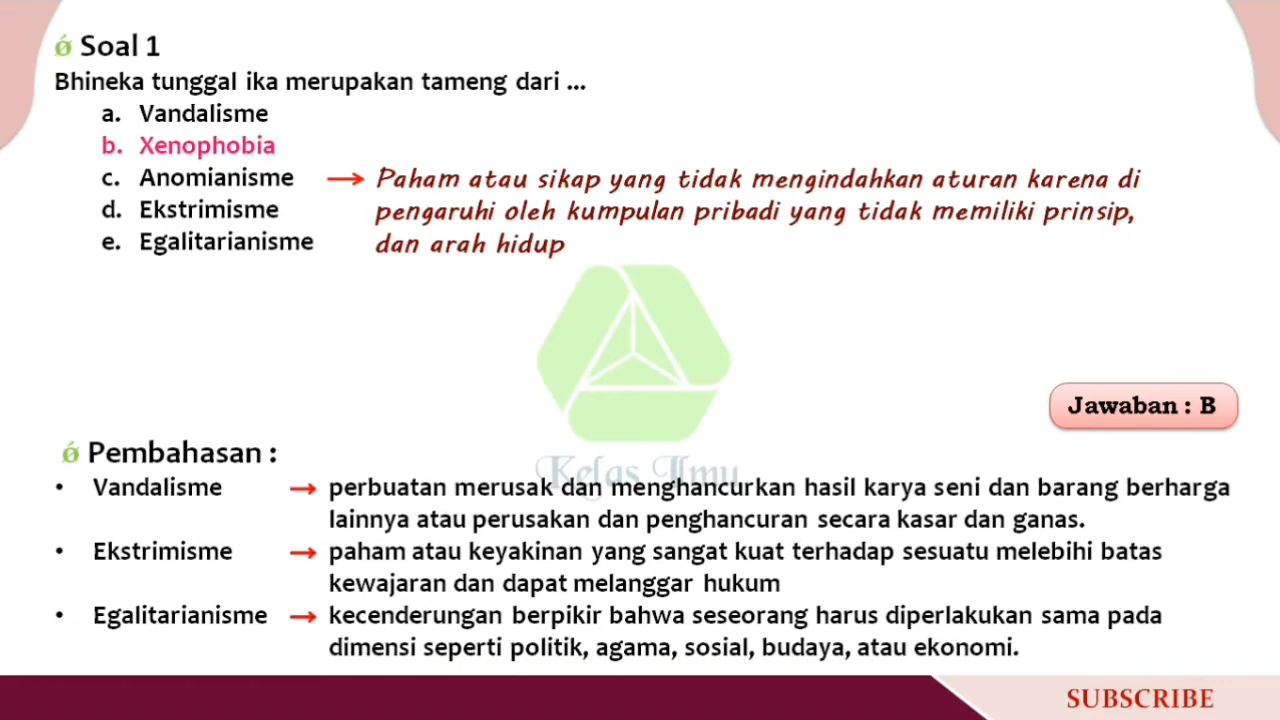 ǿ Soal 1
Bhineka tunggal ika merupakan tameng dari ...
a. Vandalisme
b. Xenophobia
c. Anomianisme → Paham atau sikap yang tidak mengindahkan aturan karena di
d. Ekstrimisme pengaruhi oleh kumpulan pribadi yang tidak memiliki prinsip,
e. Egalitarianisme dan arah hidup
Jawaban : B
ǿ Pembahasan :
Kelas Ilmu
• Vandalisme → perbuatan merusak dan menghancurkan hasil karya seni dan barang berharga
lainnya atau perusakan dan penghancuran secara kasar dan ganas.
• Ekstrimisme → paham atau keyakinan yang sangat kuat terhadap sesuatu melebihi batas
kewajaran dan dapat melanggar hukum
• Egalitarianisme → kecenderungan berpikir bahwa seseorang harus diperlakukan sama pada
dimensi seperti politik, agama, sosial, budaya, atau ekonomi.
SUBSCRIBE